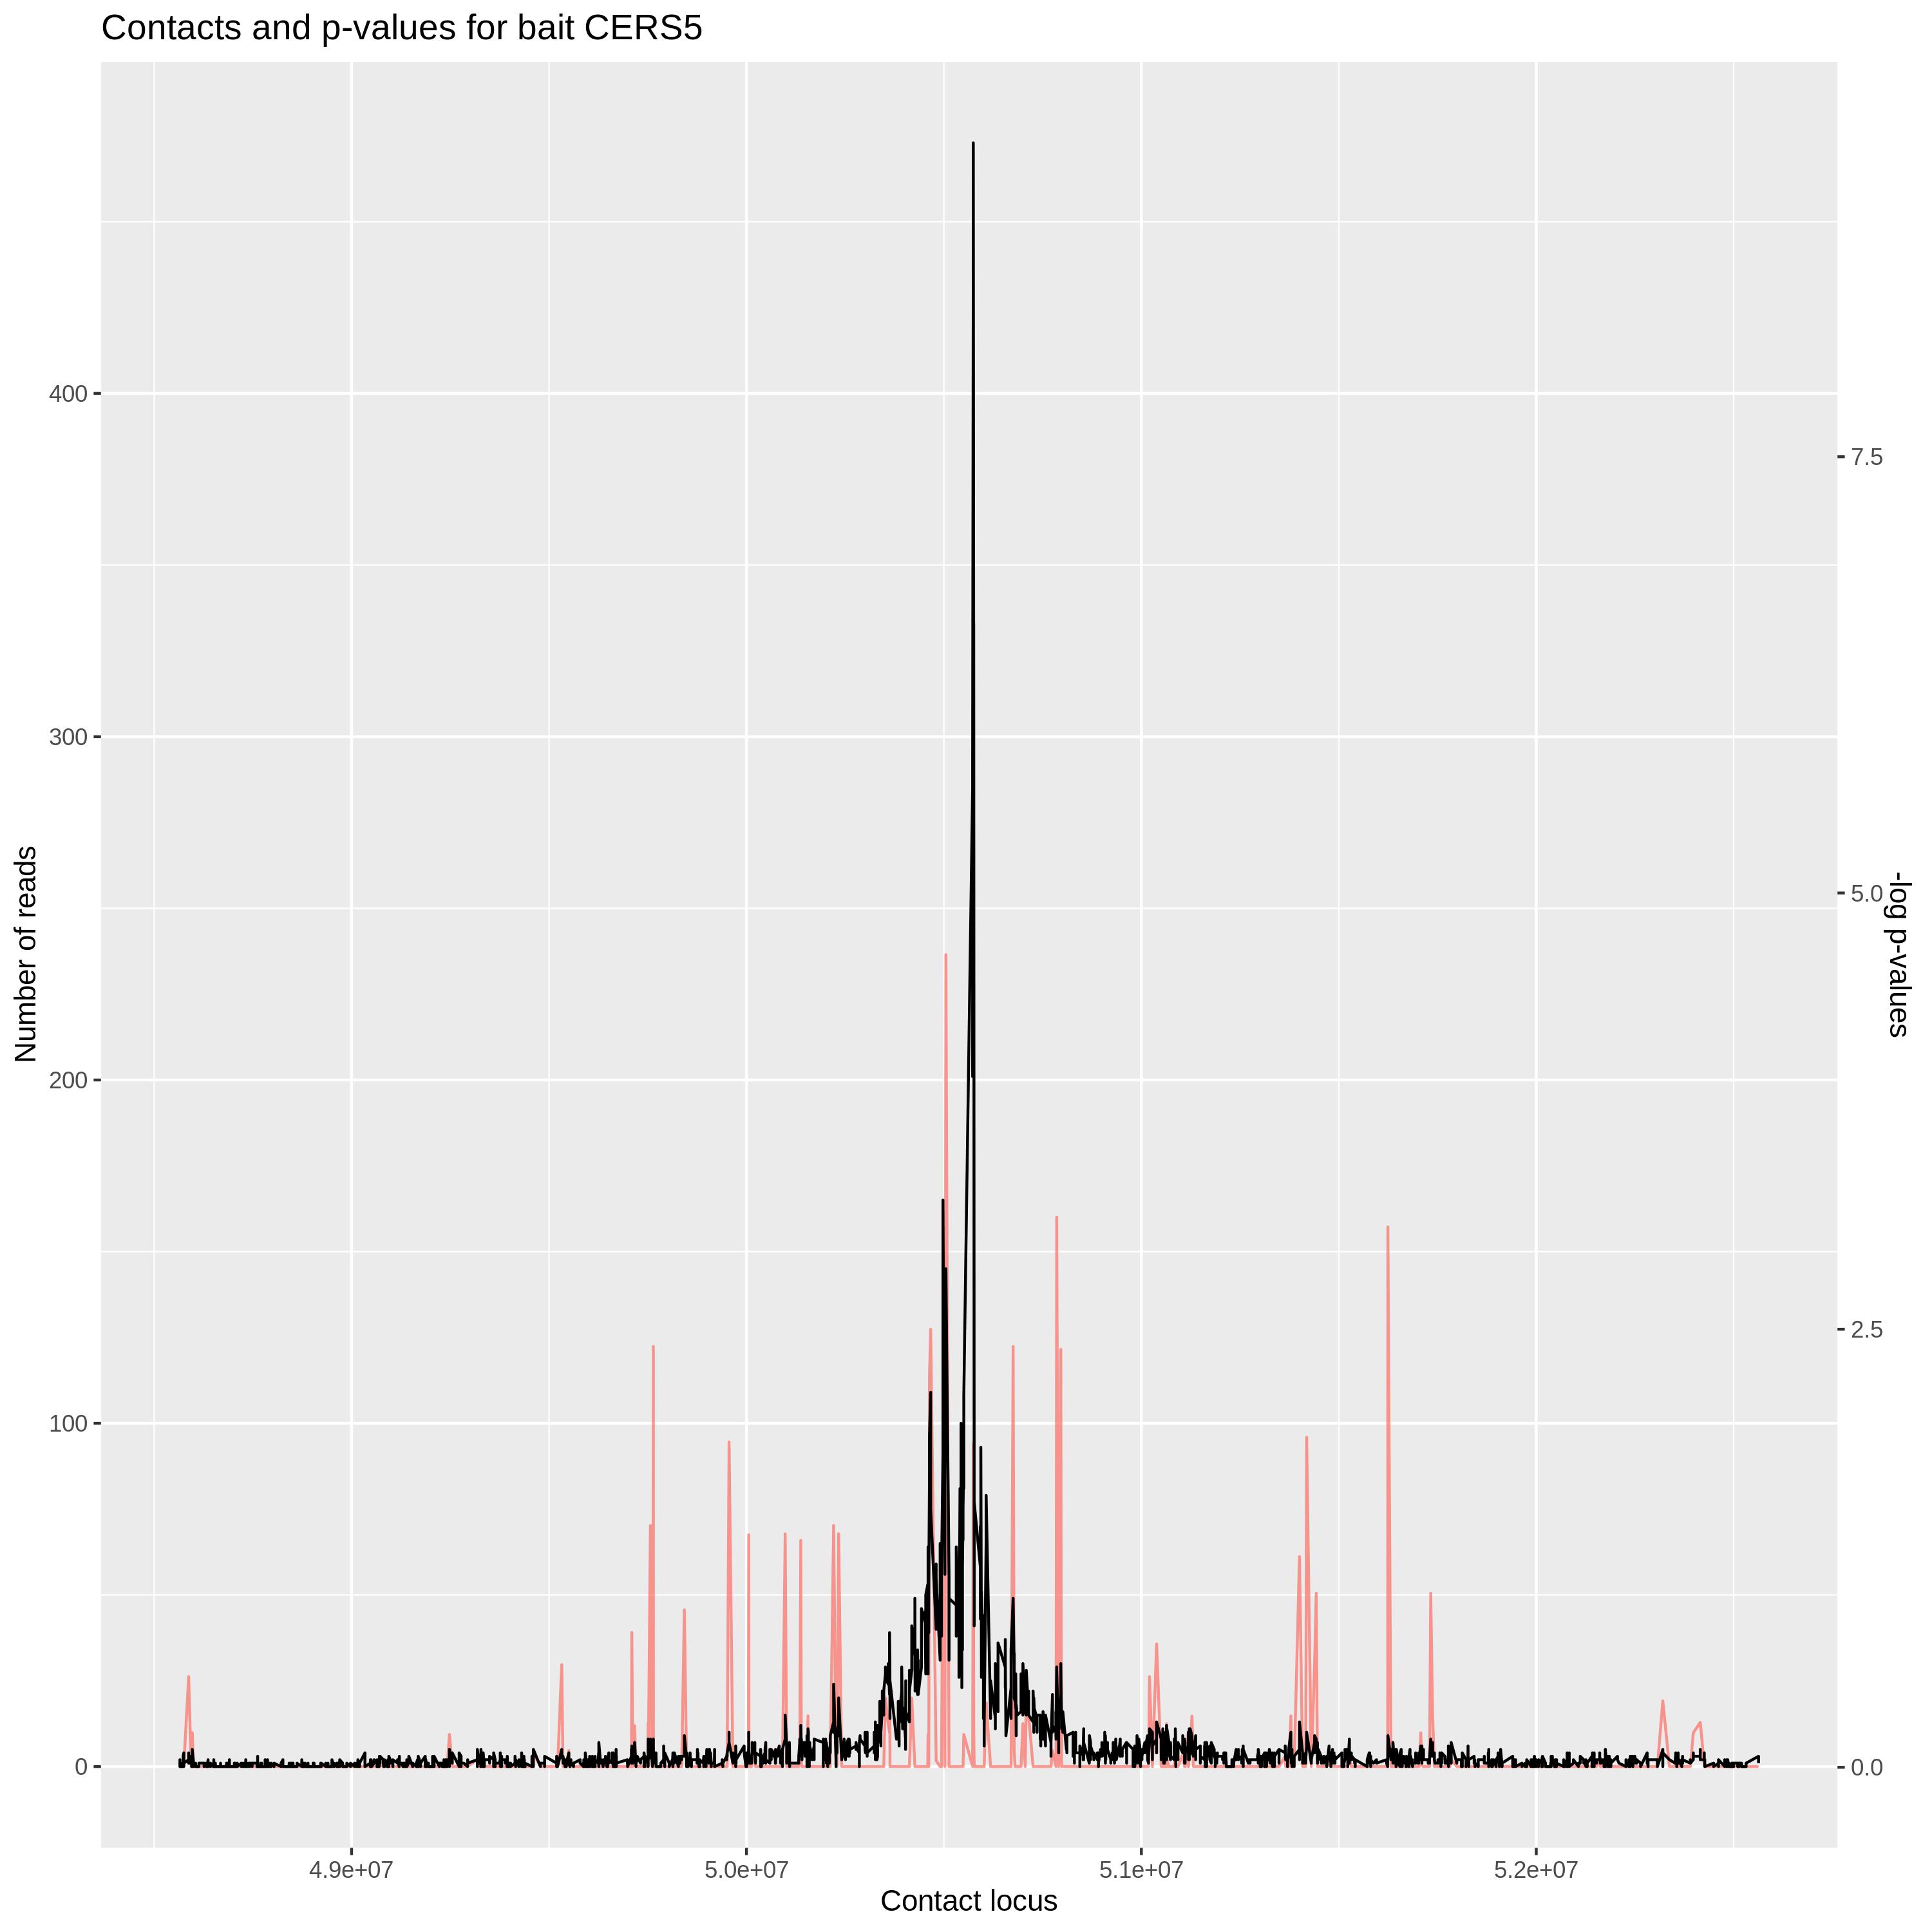 Contacts and p-values for bait CERS5
400
300
200
100
0
Number of reads
7.5
5.0
2.5
0.0
-log p-values
4.9e+07
5.0e+07
5.1e+07
5.2e+07
Contact locus